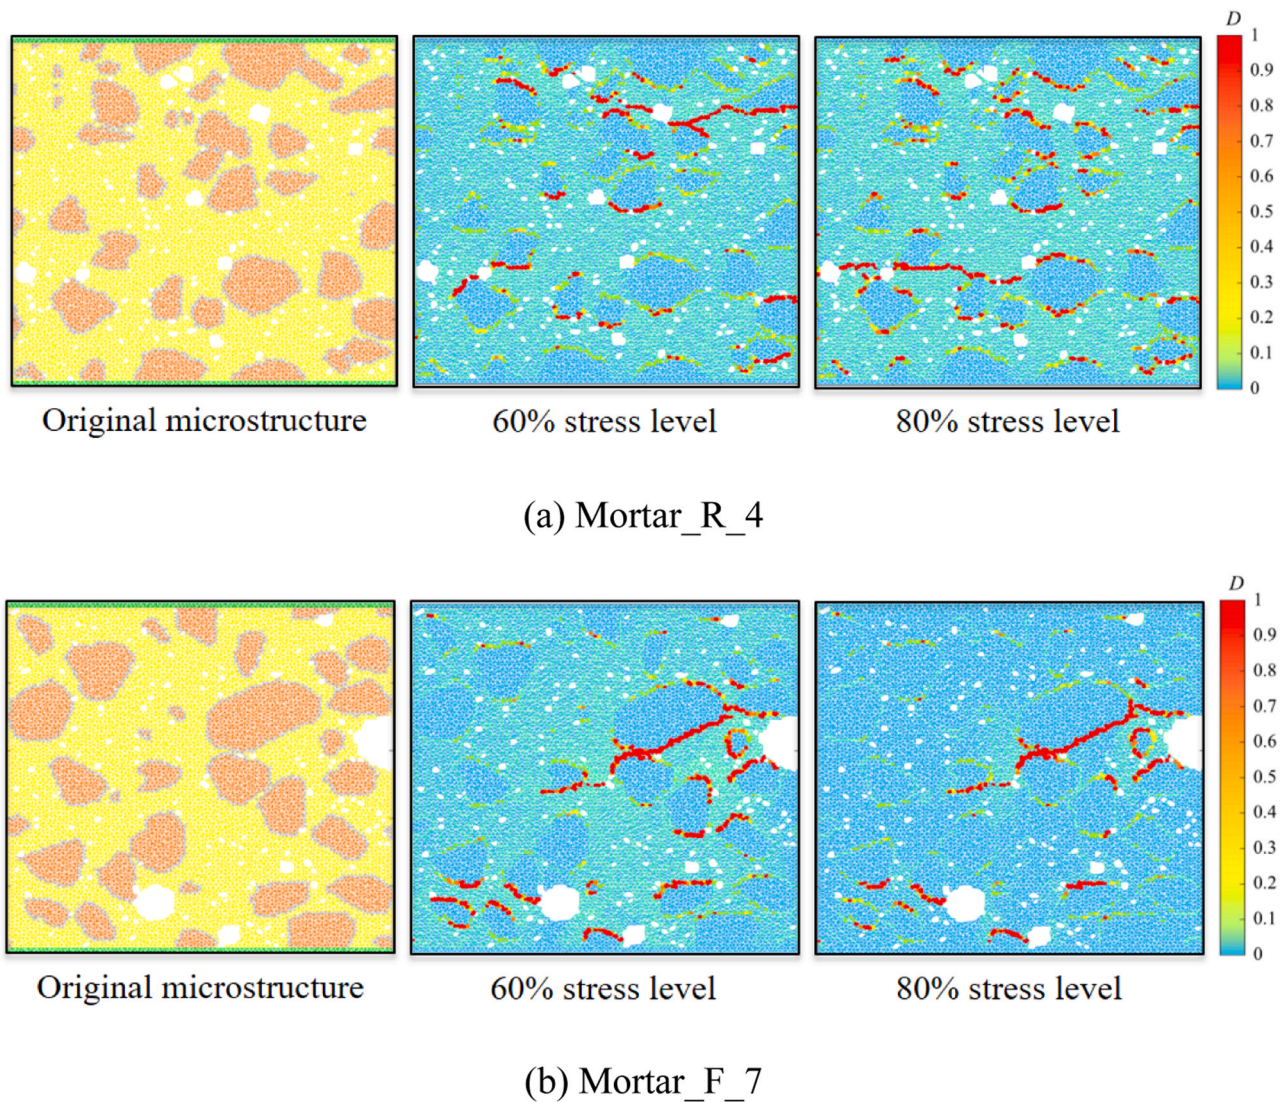 D
1
0.9
0.8
0.7
0.6
0.5
0.4
0.3
0.2
0.1
0
Original microstructure
60% stress level
80% stress level
(a) Mortar_R_4
D
1
0.9
0.8
0.7
0.6
0.5
0.4
0.3
0.2
0.1
0
Original microstructure
60% stress level
80% stress level
(b) Mortar_F_7